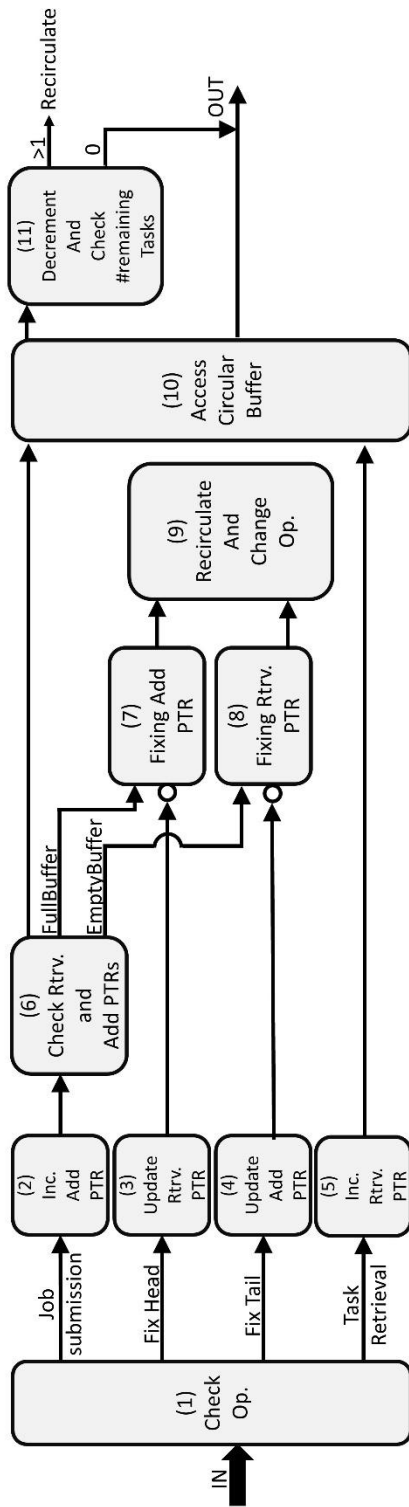 IN
(1)
Check
Op.
Job
submission
Fix Head
Fix Tail
Task
Retrieval
(2)
Inc.
Add
PTR
(3)
Update
Rtrv.
PTR
(4)
Update
Add
PTR
(5)
Inc.
Rtrv.
PTR
(6)
Check Rtrv.
and
Add PTRs
FullBuffer
EmptyBuffer
(7)
Fixing Add
PTR
(8)
Fixing Rtrv.
PTR
(9)
Recirculate
And
Change
Op.
(10)
Access
Circular
Buffer
(11)
Decrement
And
Check
#remaining
Tasks
>1
Recirculate
0
OUT